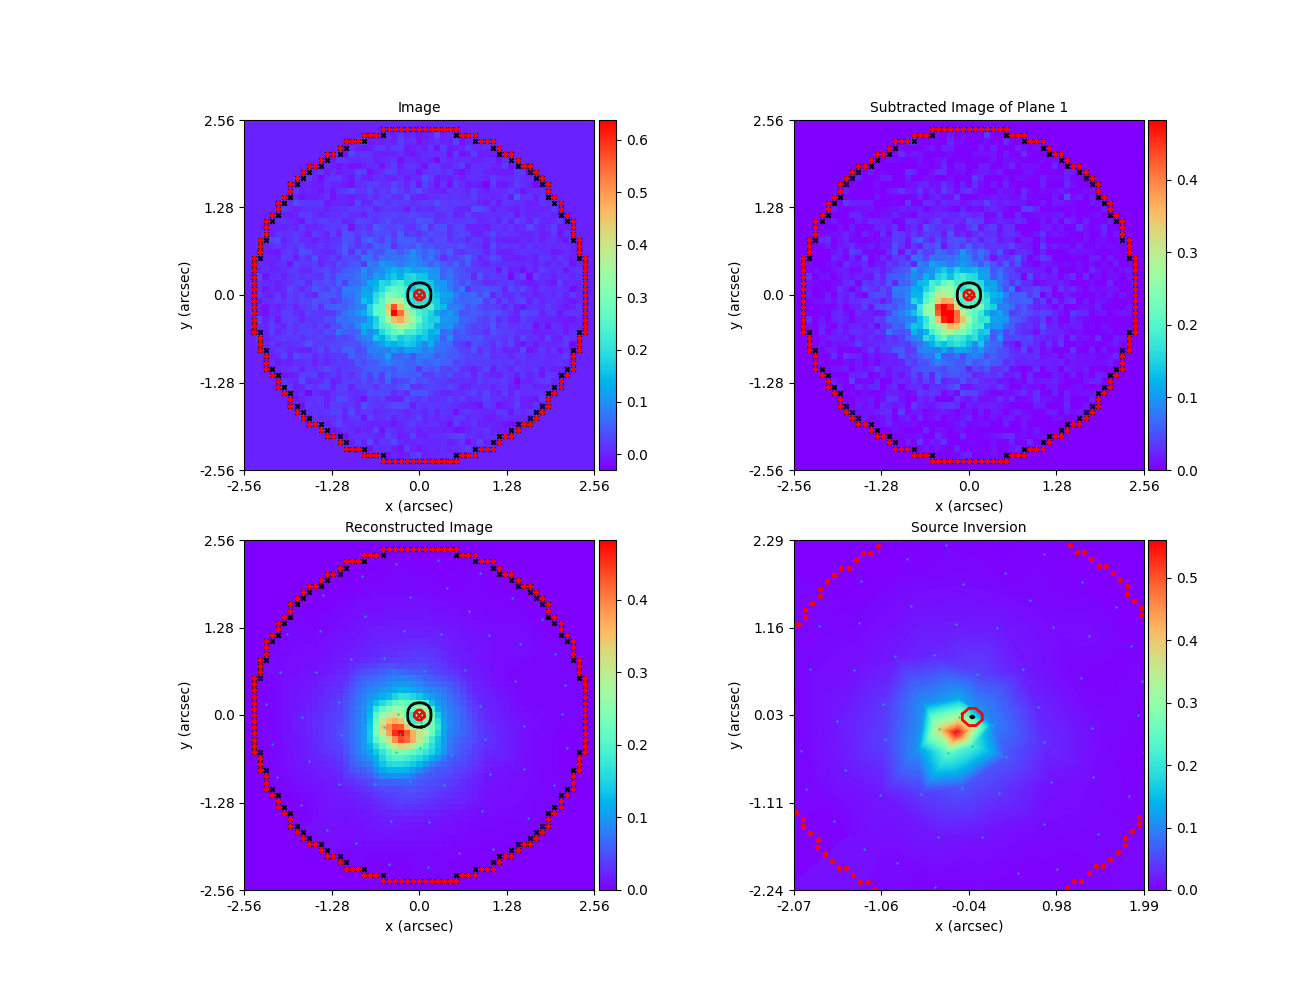 Image
2.56
1.28
0.0
-1.28
-2.56
-2.56 -1.28 0.0 1.28 2.56
x (arcsec)
y (arcsec)
0.6
0.5
0.4
0.3
0.2
0.1
0.0
Subtracted Image of Plane 1
2.56
1.28
0.0
-1.28
-2.56
-2.56 -1.28 0.0 1.28 2.56
x (arcsec)
y (arcsec)
0.4
0.3
0.2
0.1
0.0
Reconstructed Image
2.56
1.28
0.0
-1.28
-2.56
-2.56 -1.28 0.0 1.28 2.56
x (arcsec)
y (arcsec)
0.4
0.3
0.2
0.1
0.0
Source Inversion
2.29
1.16
0.03
-1.11
-2.24
-2.07 -1.06 -0.04 0.98 1.99
x (arcsec)
y (arcsec)
0.5
0.4
0.3
0.2
0.1
0.0